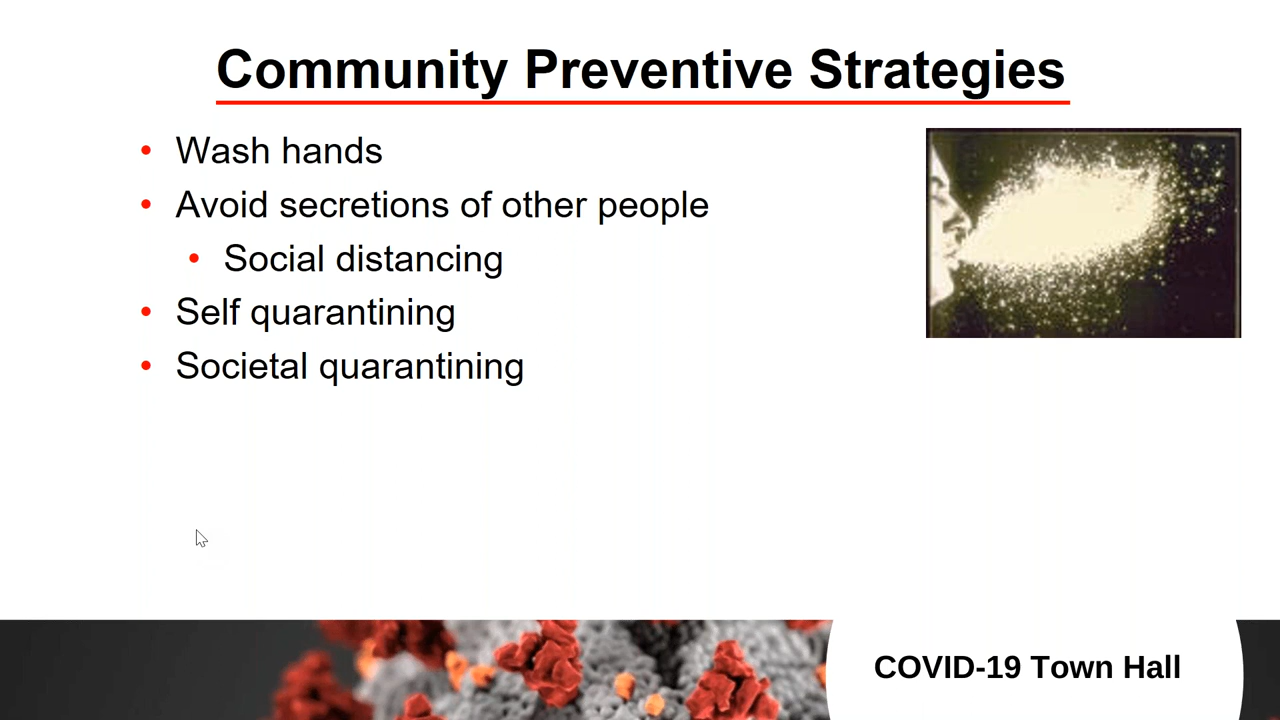 Community Preventive Strategies
• Wash hands
• Avoid secretions of other people
• Social distancing
• Self quarantining
• Societal quarantining
COVID-19 Town Hall